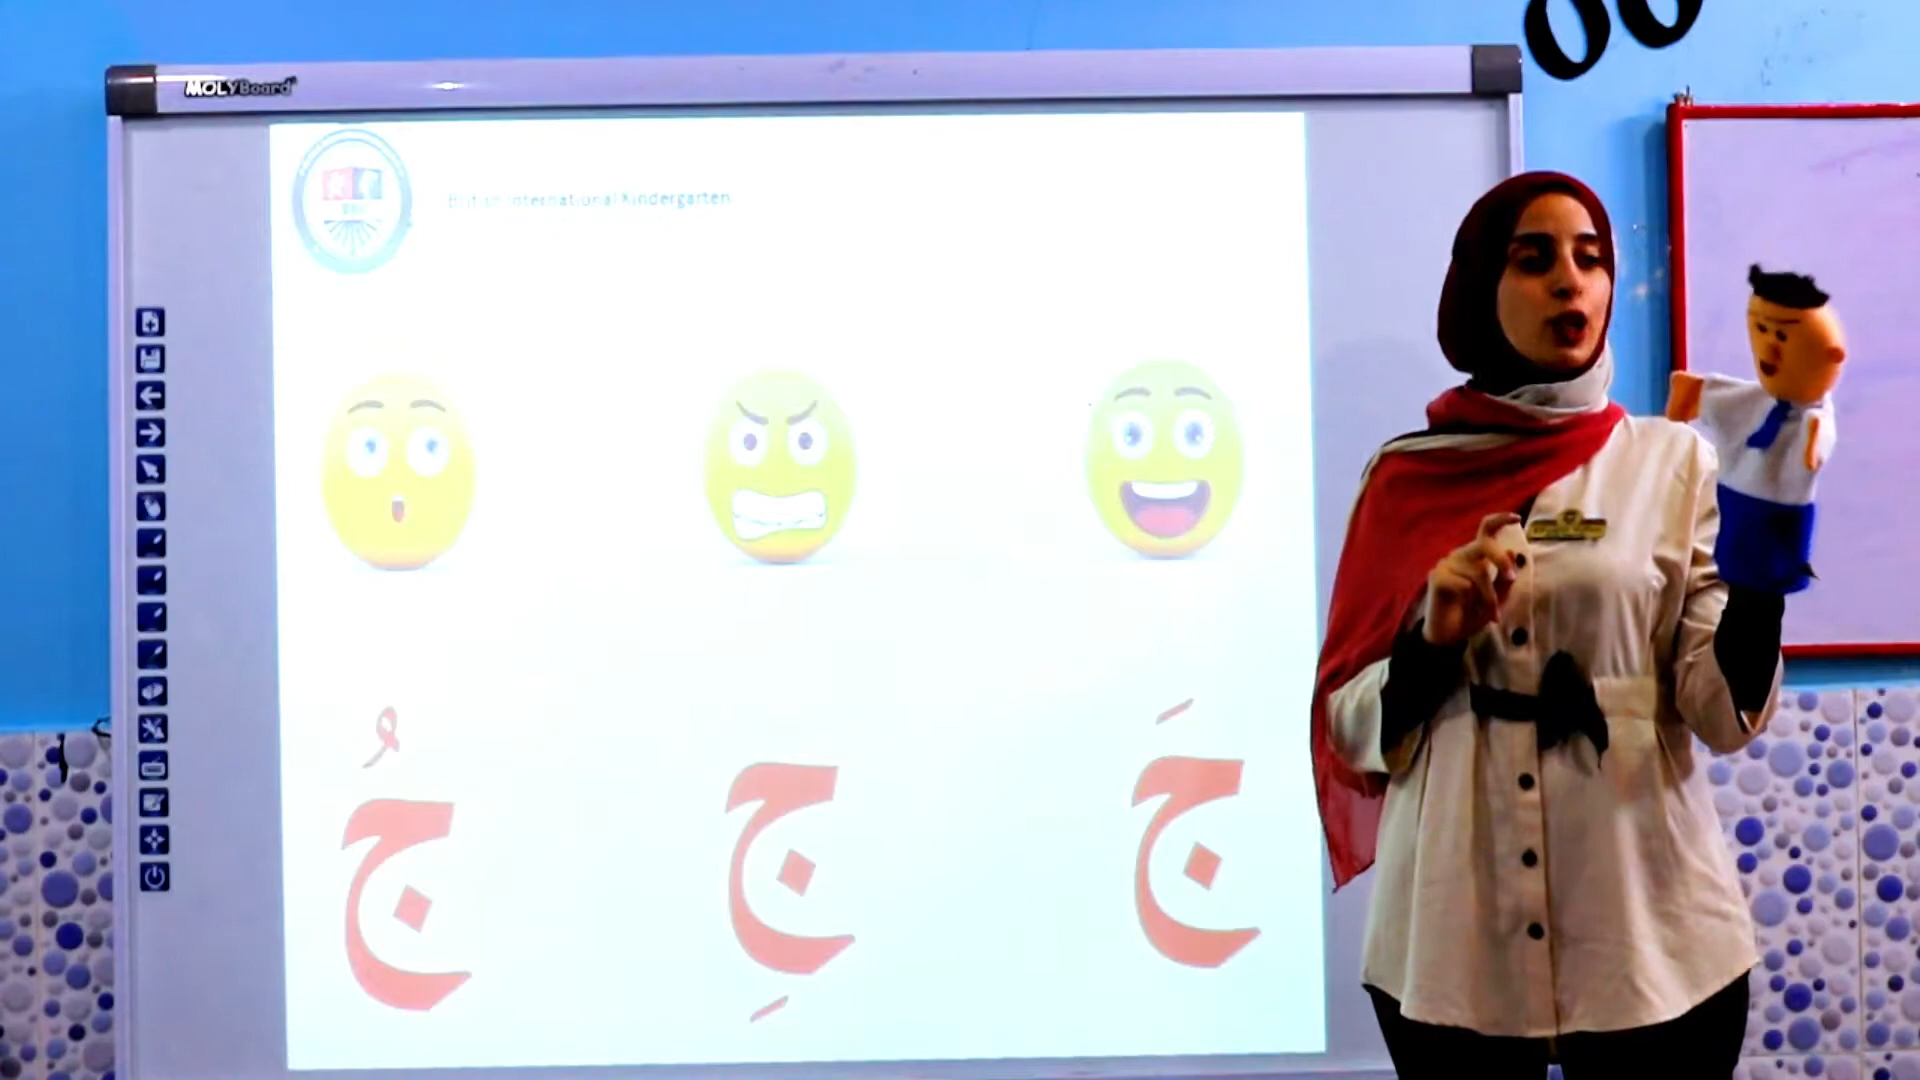 MOLYBoard
British International Kindergarten
جَ جِ جُ